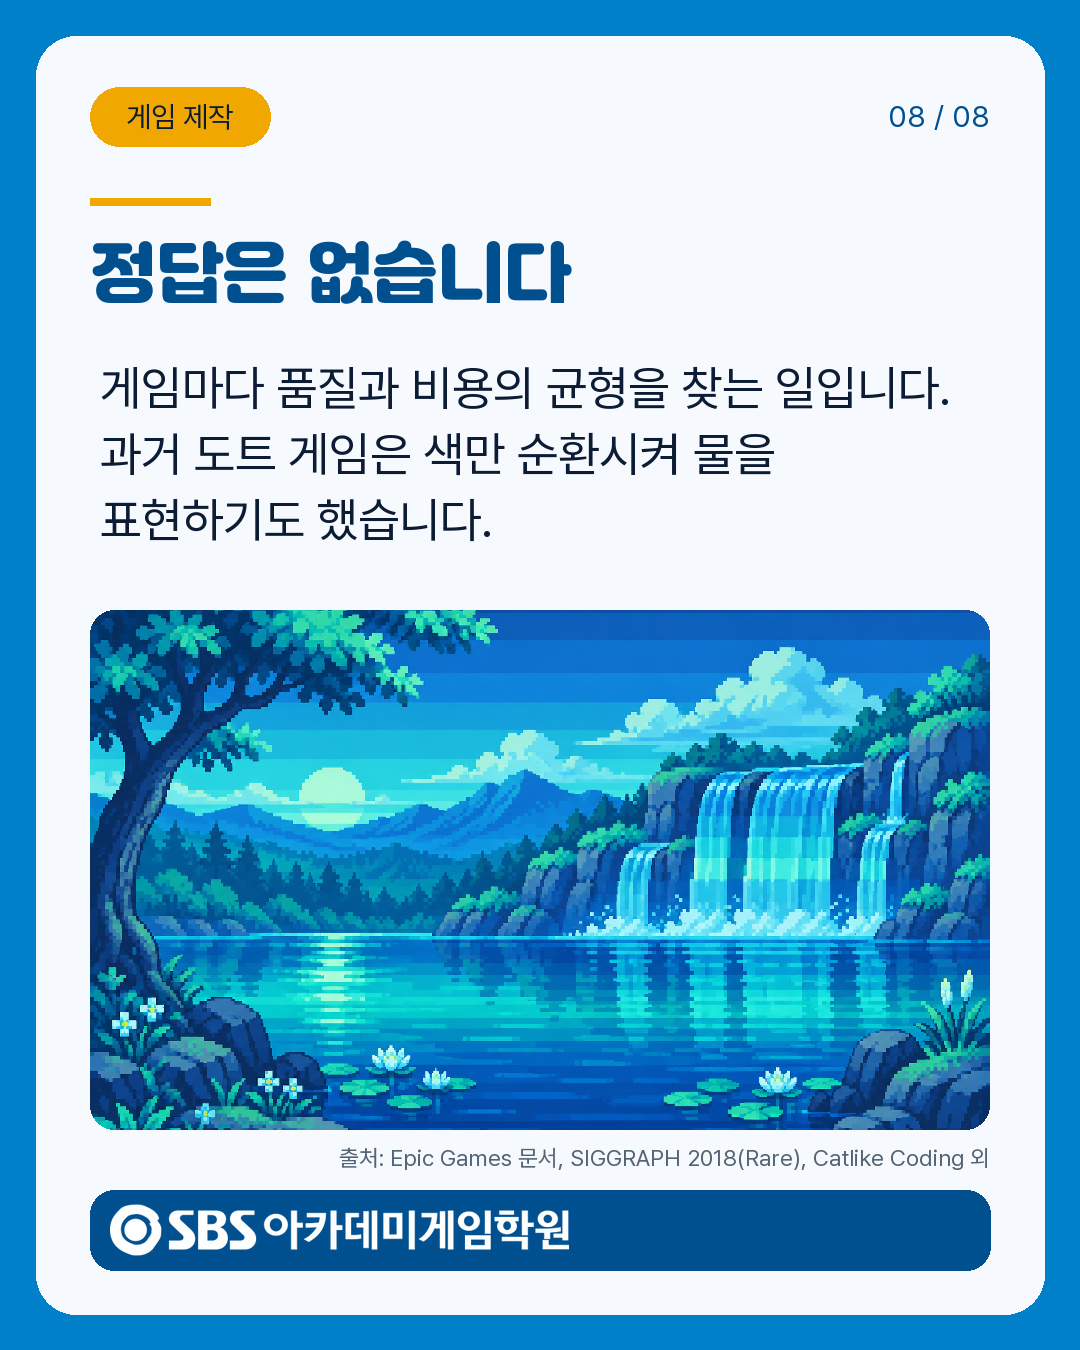 게임 제작
08 / 08
정답은 없습니다
게임마다 품질과 비용의 균형을 찾는 일입니다.
과거 도트 게임은 색만 순환시켜 물을
표현하기도 했습니다.
출처: Epic Games 문서, SIGGRAPH 2018(Rare), Catlike Coding 외
SBS 아카데미게임학원